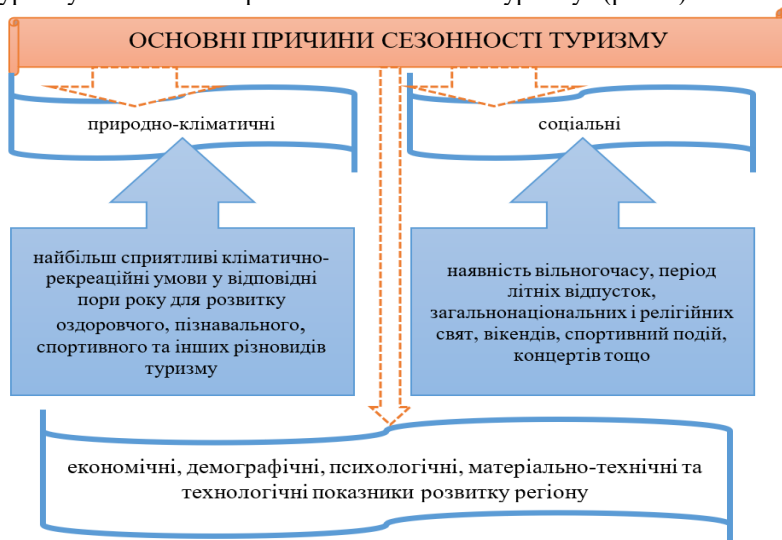 ОСНОВНІ ПРИЧИНИ СЕЗОННОСТІ ТУРИЗМУ
природно-кліматичні
соціальні
найбільш сприятливі кліматично-
рекреаційні умови у відповідні
пори року для розвитку
оздоровчого, пізнавального,
спортивного та інших різновидів
туризму
наявність вільногочасу, період
літніх відпусток,
загальнонаціональних і релігійних
свят, вікендів, спортивний подій,
концертів тощо
економічні, демографічні, психологічні, матеріально-технічні та
технологічні показники розвитку регіону